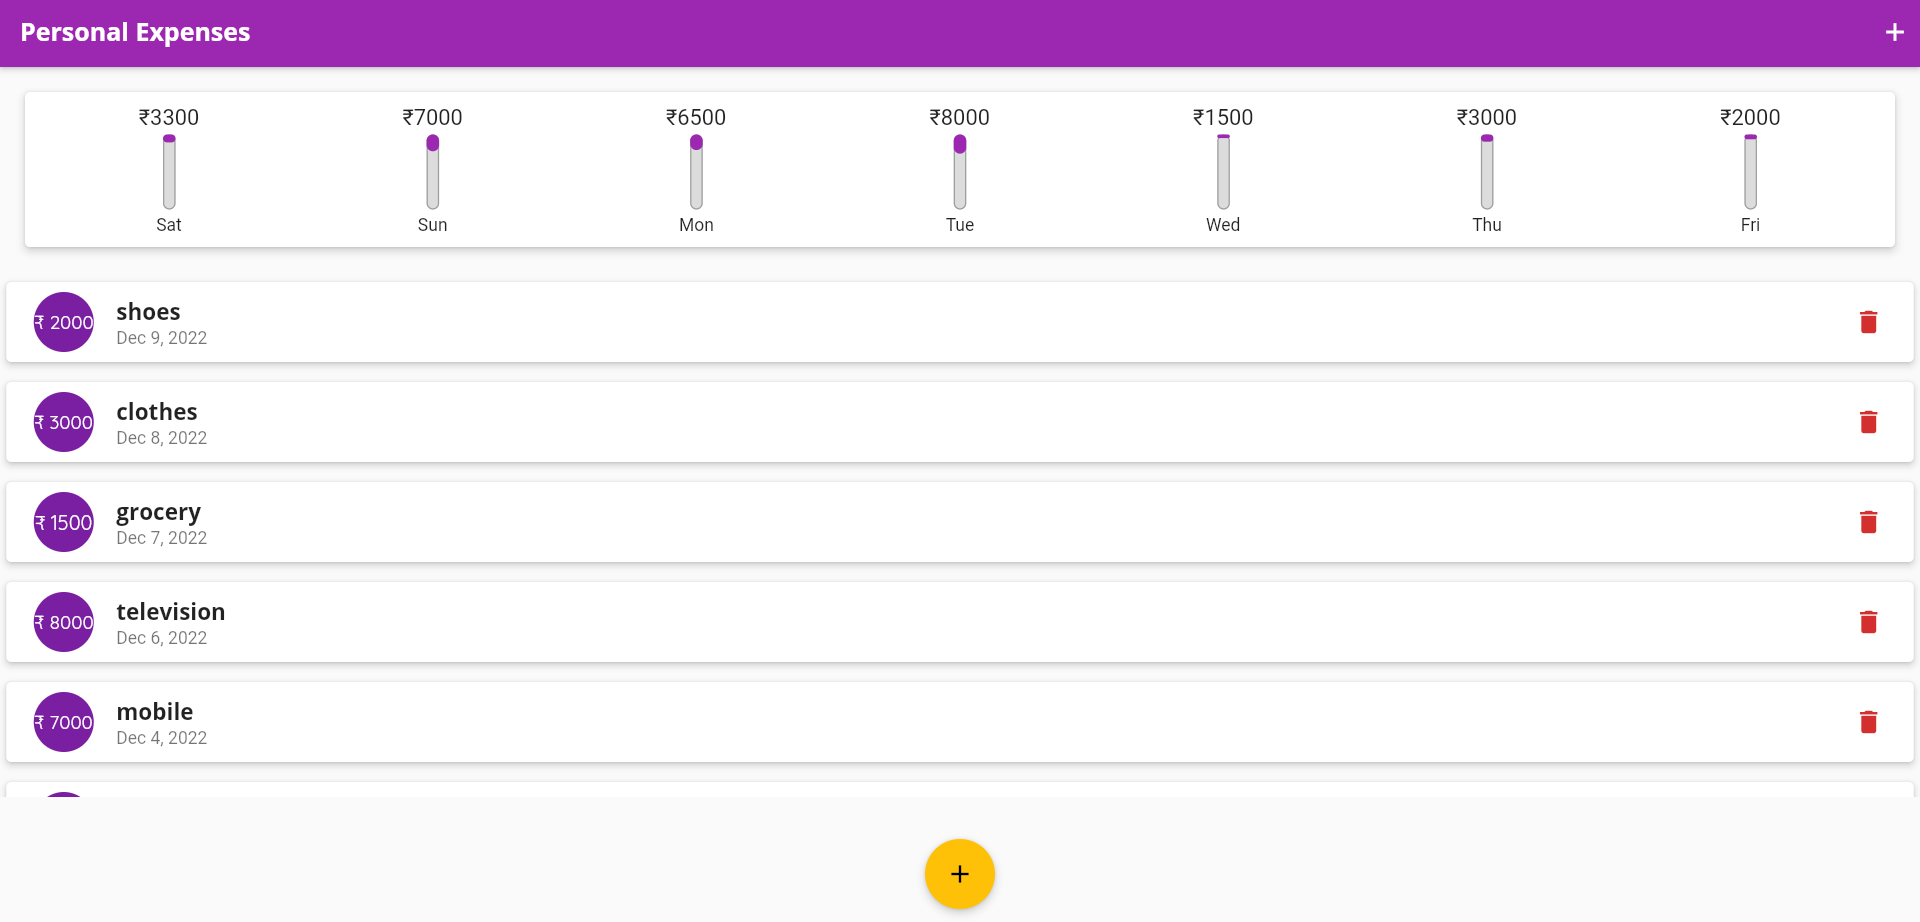 Personal Expenses
₹3300 ₹7000 ₹6500 ₹8000 ₹1500 ₹3000 ₹2000
Sat Sun Mon Tue Wed Thu Fri
₹ 2000
shoes
Dec 9, 2022
₹ 3000
clothes
Dec 8, 2022
₹ 1500
grocery
Dec 7, 2022
₹ 8000
television
Dec 6, 2022
₹ 7000
mobile
Dec 4, 2022